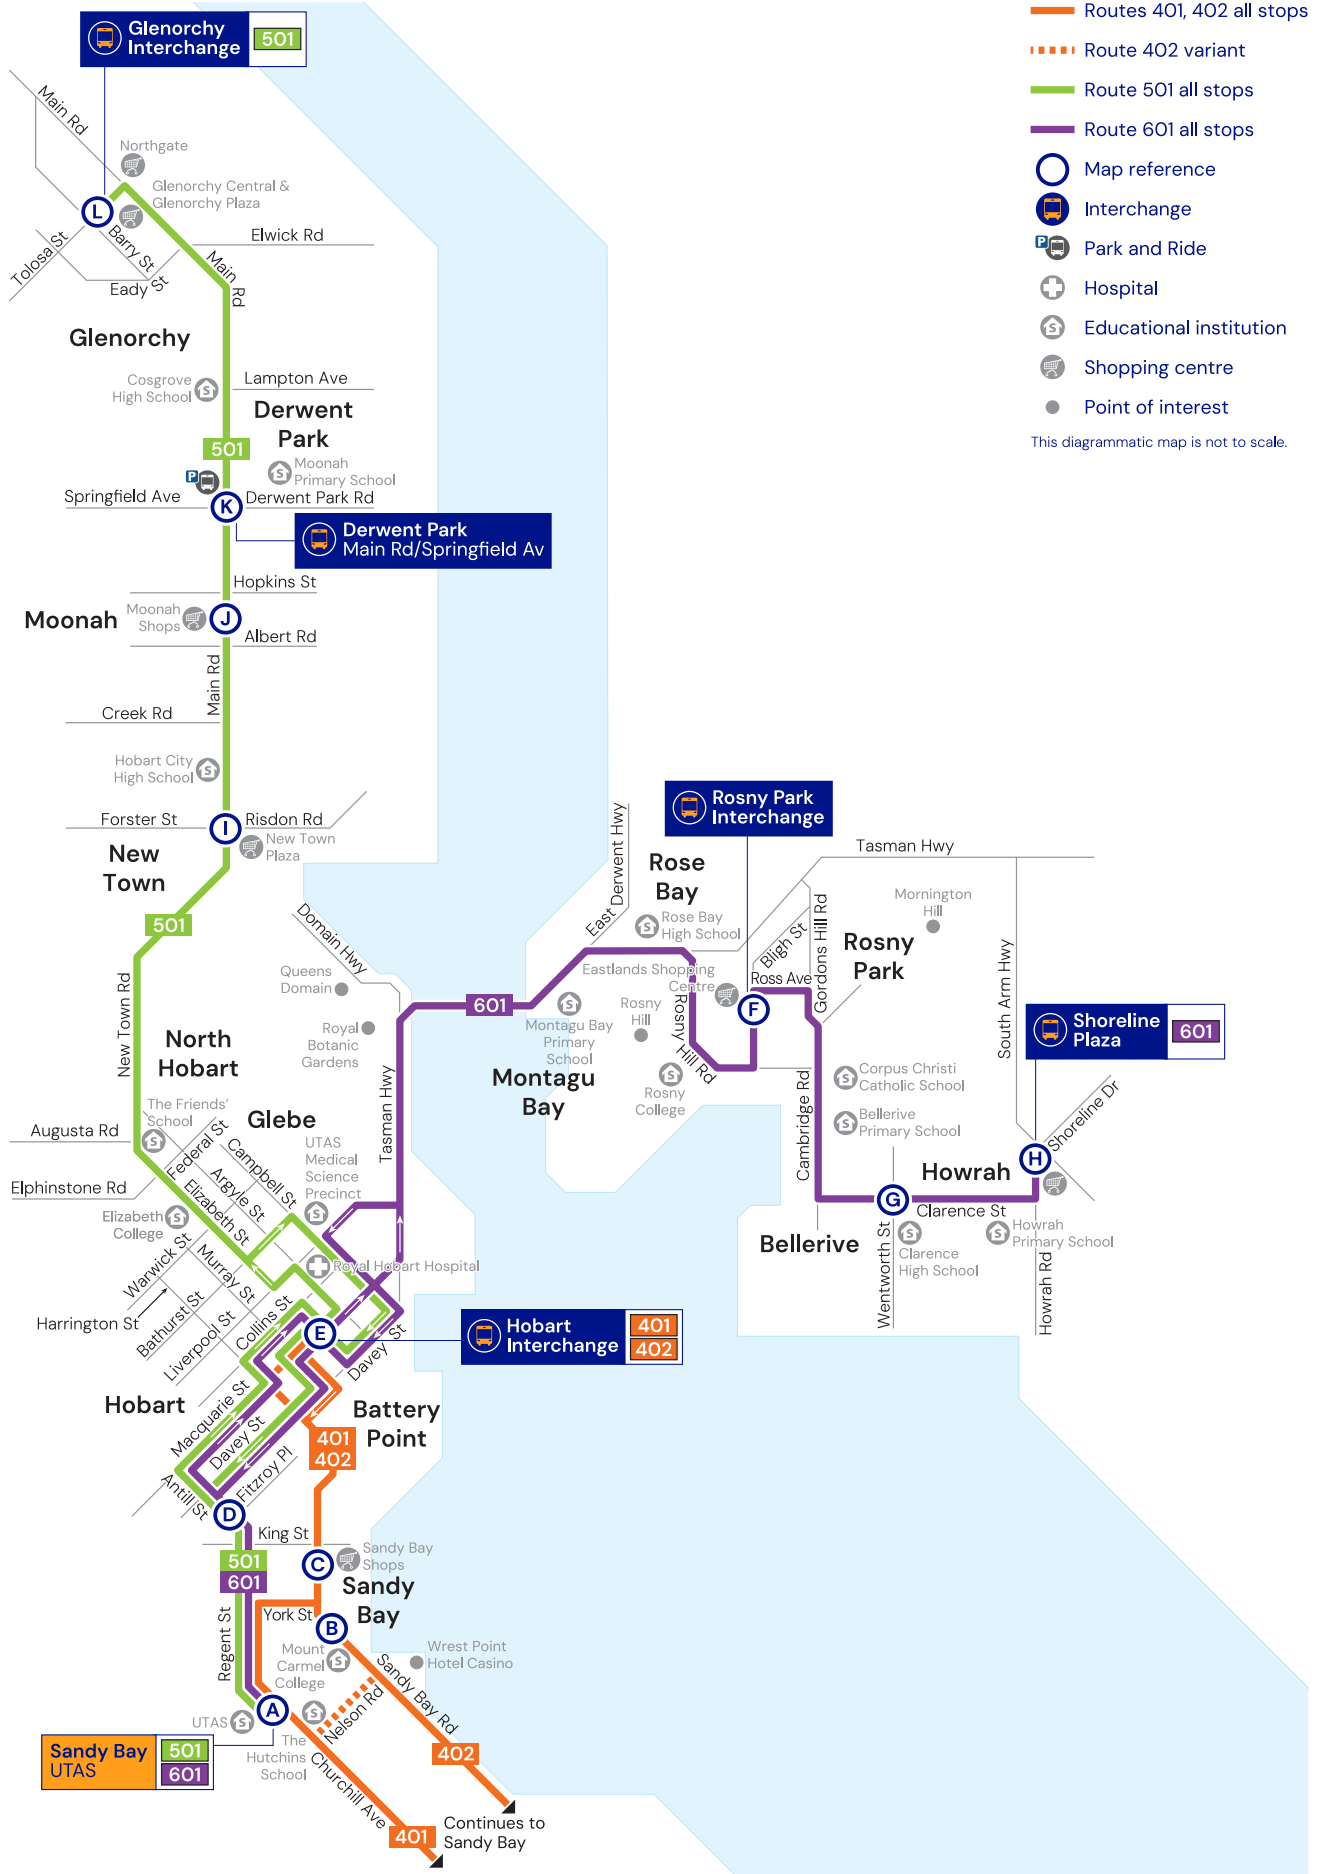 Glenorchy
Interchange
501
Routes 401, 402 all stops
Route 402 variant
Route 501 all stops
Route 601 all stops
Map reference
Interchange
P
Park and Ride
Hospital
S
Educational institution
Shopping centre
Point of interest
This diagrammatic map is not to scale.
Main Rd
Northgate
Glenorchy Central &
Glenorchy Plaza
L
Tolosa St
Barry St
Eady St
Elwick Rd
Main Rd
Glenorchy
Cosgrove
High School
S
Lampton Ave
Derwent
Park
501
S
Moonah
Primary School
P
Springfield Ave
K
Derwent Park Rd
Derwent Park
Main Rd/Springfield Av
Hopkins St
Moonah
Moonah
Shops
J
Albert Rd
Main Rd
Creek Rd
Hobart City
High School
S
Forster St
I
Risdon Rd
New Town
Plaza
New
Town
501
Rosny Park
Interchange
East Derwent Hwy
Rose
Bay
S
Rose Bay
High School
Tasman Hwy
Bligh St
Gordons Hill Rd
Mornington
Hill
Rosny
Park
South Arm Hwy
Domain Hwy
Queens
Domain
Royal
Botanic
Gardens
601
Eastlands Shopping
Centre
Ross Ave
F
S
Montagu Bay
Primary
School
Rosny
Hill
Rosny Hill Rd
S
Rosny
College
Montagu
Bay
Shoreline
Plaza
601
New Town Rd
North
Hobart
Tasman Hwy
Cambridge Rd
S
Corpus Christi
Catholic School
S
Bellerive
Primary School
Shoreline Dr
H
Howrah
G
Clarence St
Bellerive
Wentworth St
S
Clarence
High School
S
Howrah
Primary School
Howrah Rd
The Friends'
School
S
Glebe
Augusta Rd
Federal St
Campbell St
Argyle St
Elizabeth St
UTAS
Medical
Science
Precinct
S
Elphinstone Rd
Elizabeth
College
S
Warwick St
Murray St
Royal Hobart Hospital
Harrington St
Bathurst St
Liverpool St
Collins St
E
Davey St
Hobart
Interchange
401
402
Hobart
Macquarie St
Davey St
Fitzroy Pl
Antill St
Battery
Point
401
402
D
King St
501
601
C
Sandy Bay
Shops
Sandy
Bay
York St
B
Regent St
Mount
Carmel
College
S
Wrest Point
Hotel Casino
Sandy Bay Rd
Nelson Rd
A
UTAS
S
S
The
Hutchins
School
Churchill Ave
Sandy Bay
UTAS
501
601
402
401
Continues to
Sandy Bay